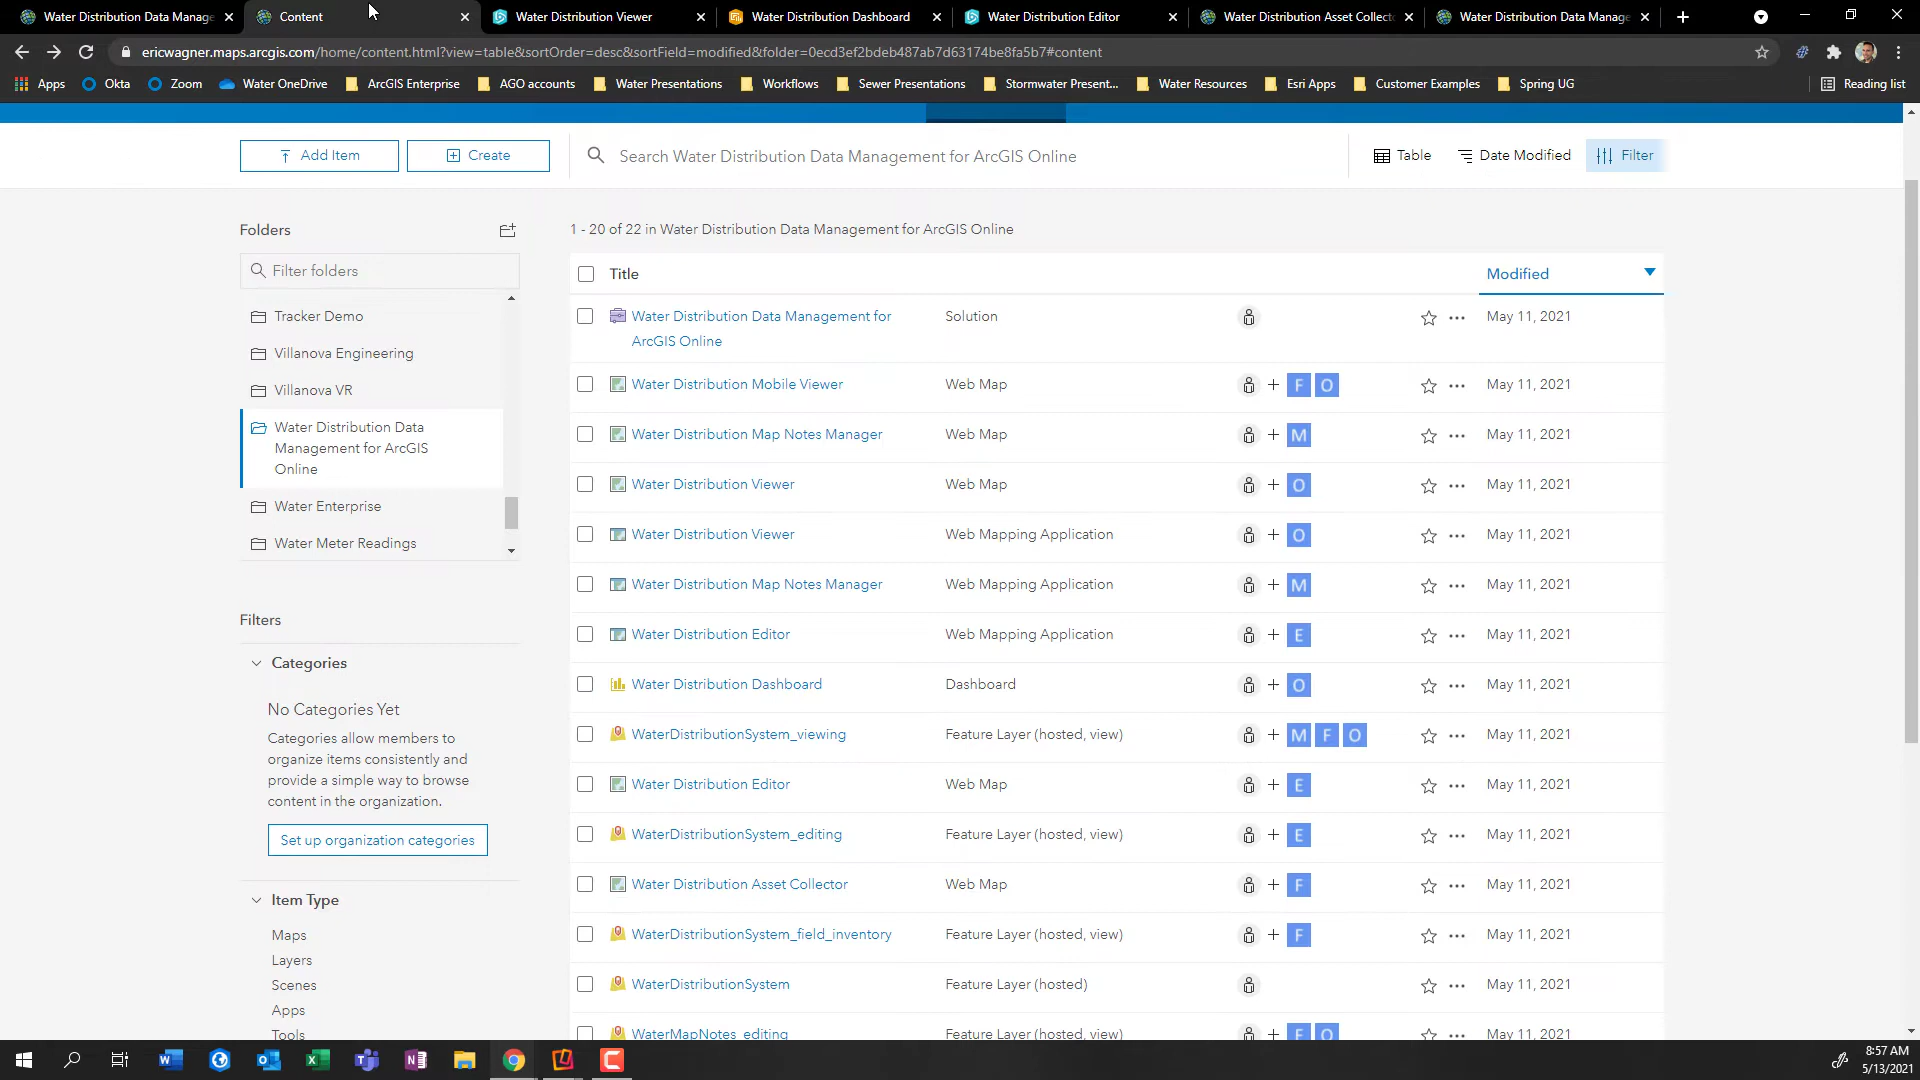 Water Distribution Data Manage
Content
Water Distribution Viewer
Water Distribution Dashboard
Water Distribution Editor
Water Distribution Asset Collect
Water Distribution Data Manage
ericwagner.maps.arcgis.com/home/content.html?view=table&sortOrder=desc&sortField=modified&folder=0ecd3ef2bdeb487ab7d63174be8fa5b7#content
Apps
Okta
Zoom
Water OneDrive
ArcGIS Enterprise
AGO accounts
Water Presentations
Workflows
Sewer Presentations
Stormwater Present...
Water Resources
Esri Apps
Customer Examples
Spring UG
Reading list
Add Item
Create
Search Water Distribution Data Management for ArcGIS Online
Table
Date Modified
Filter
Folders
1 - 20 of 22 in Water Distribution Data Management for ArcGIS Online
Filter folders
Tracker Demo
Villanova Engineering
Villanova VR
Water Distribution Data
Management for ArcGIS
Online
Water Enterprise
Water Meter Readings
Filters
Categories
No Categories Yet
Categories allow members to
organize items consistently and
provide a simple way to browse
content in the organization.
Set up organization categories
Item Type
Maps
Layers
Scenes
Apps
Tools
Title
Modified
Water Distribution Data Management for
ArcGIS Online
Solution
May 11, 2021
Water Distribution Mobile Viewer
Web Map
F O
May 11, 2021
Water Distribution Map Notes Manager
Web Map
M
May 11, 2021
Water Distribution Viewer
Web Map
O
May 11, 2021
Water Distribution Viewer
Web Mapping Application
O
May 11, 2021
Water Distribution Map Notes Manager
Web Mapping Application
M
May 11, 2021
Water Distribution Editor
Web Mapping Application
E
May 11, 2021
Water Distribution Dashboard
Dashboard
O
May 11, 2021
WaterDistributionSystem_viewing
Feature Layer (hosted, view)
M F O
May 11, 2021
Water Distribution Editor
Web Map
E
May 11, 2021
WaterDistributionSystem_editing
Feature Layer (hosted, view)
E
May 11, 2021
Water Distribution Asset Collector
Web Map
F
May 11, 2021
WaterDistributionSystem_field_inventory
Feature Layer (hosted, view)
F
May 11, 2021
WaterDistributionSystem
Feature Layer (hosted)
May 11, 2021
WaterMapNotes_editing
Feature Layer (hosted, view)
May 11, 2021
8:57 AM
5/13/2021